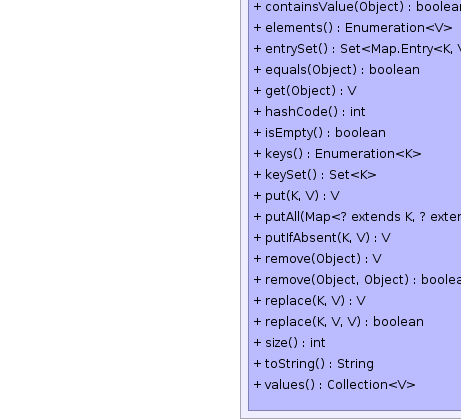 + containsValue(Object) : boolean
+ elements() : Enumeration<V>
+ entrySet() : Set<Map.Entry<K, V
+ equals(Object) : boolean
+ get(Object) : V
+ hashCode() : int
+ isEmpty() : boolean
+ keys() : Enumeration<K>
+ keySet() : Set<K>
+ put(K, V) : V
+ putAll(Map<? extends K, ? exter
+ putIfAbsent(K, V) : V
+ remove(Object) : V
+ remove(Object, Object) : boolea
+ replace(K, V) : V
+ replace(K, V, V) : boolean
+ size() : int
+ toString() : String
+ values() : Collection<V>